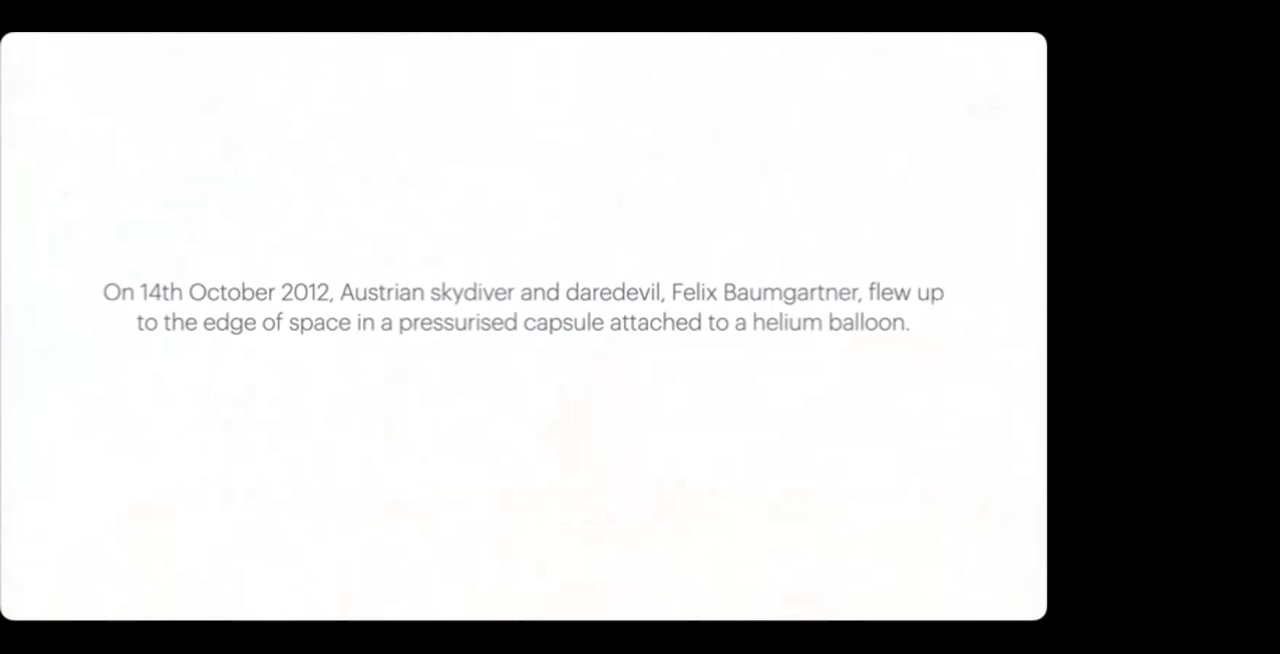 On 14th October 2012, Austrian skydiver and daredevil, Felix Baumgartner, flew up
to the edge of space in a pressurised capsule attached to a helium balloon.